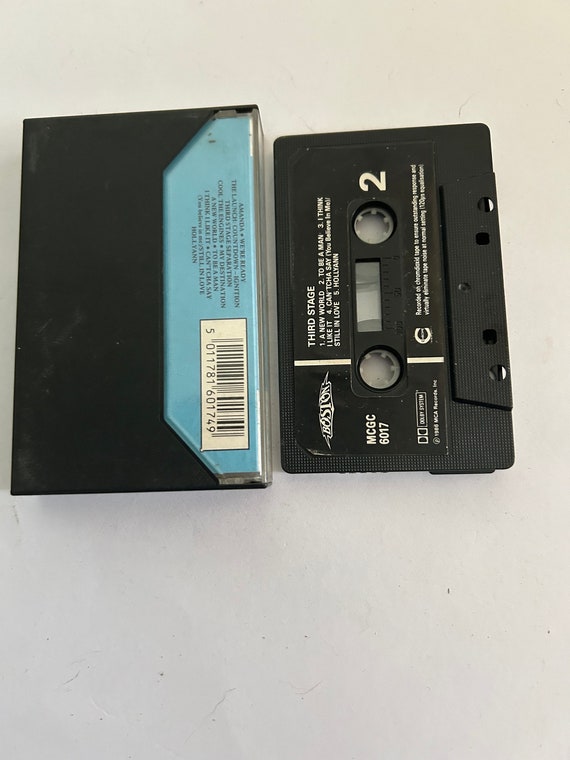 AMANDA • WE'RE READY
THE LAUNCH: COUNTDOWN - IGNITION
THIRD STAGE SEPARATION
COOL THE ENGINES • MY DESTINATION
A NEW WORLD • TO BE A MAN
I THINK I LIKE IT • CAN'TCHA SAY
(You believe in me)/STILL IN LOVE
HOLLYANN
5 011781 601749
BOSTON
MCGC
6017
THIRD STAGE
1. A NEW WORLD 2. TO BE A MAN 3. I THINK
I LIKE IT 4. CAN'TCHA SAY (You Believe In Me)/
STILL IN LOVE 5. HOLLYANN
2
DOLBY SYSTEM
℗ 1986 MCA Records, Inc
Recorded on chromdioxid tape to ensure outstanding response and
virtually eliminate tape noise at normal setting (120µs equalisation)